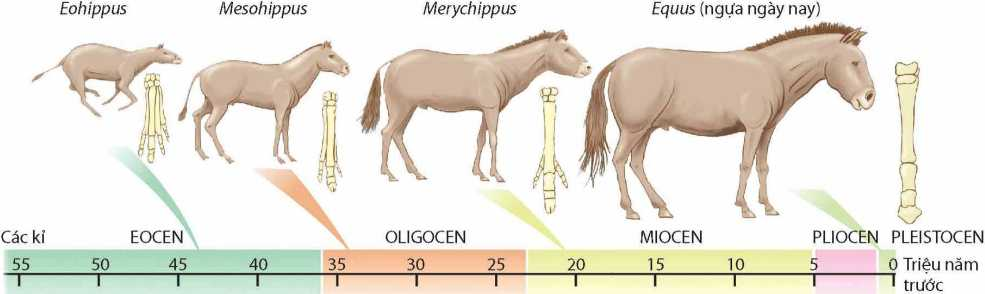 Eohippus Mesohippus Merychippus Equus (ngựa ngày nay)
Các kỉ EOCEN OLIGOCEN MIOCEN PLIOCEN PLEISTOCEN
55 50 45 40 35 30 25 20 15 10 5 0 Triệu năm
trước